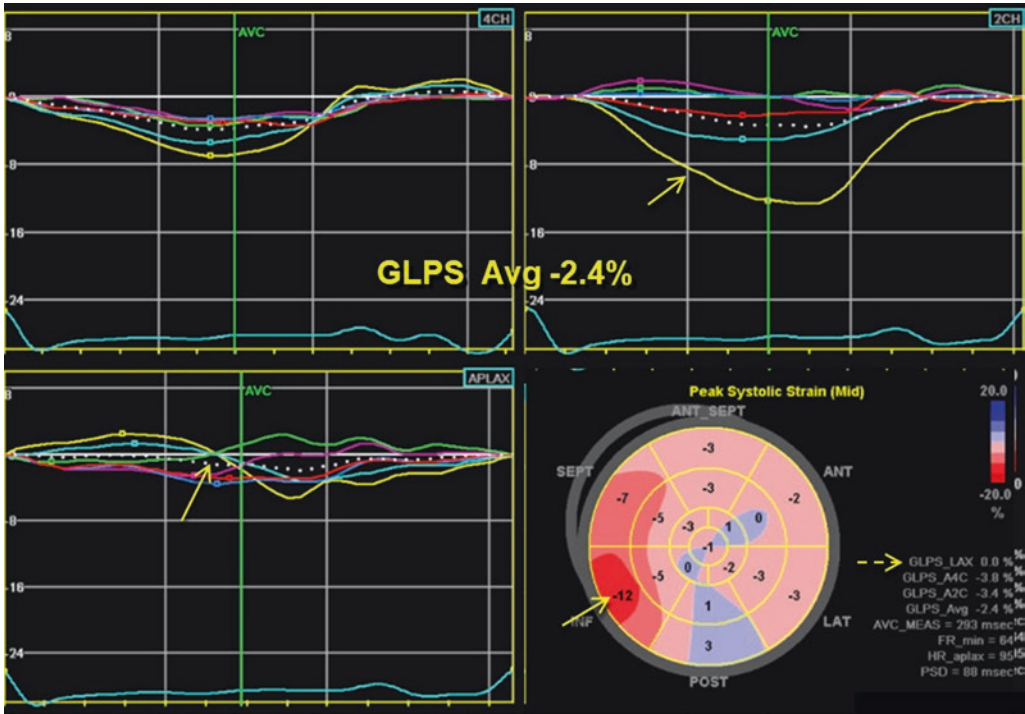 4CH
AVC
8
0
-8
-16
-24
2CH
AVC
8
0
-8
-16
-24
GLPS Avg -2.4%
APLAX
AVC
8
-8
-16
-24
Peak Systolic Strain (Mid)
20.0
0
-20.0
%
ANT_SEPT
SEPT
ANT
INF
LAT
POST
-3
-7
-2
-3
-5
-3
1
0
-1
0
-2
-5
-3
-12
1
-3
3
GLPS_LAX 0.0 %
GLPS_A4C -3.8 %
GLPS_A2C -3.4 %
GLPS_Avg -2.4 %
AVC_MEAS = 293 msec
FR_min = 64
HR_aplax = 95
PSD = 88 msec